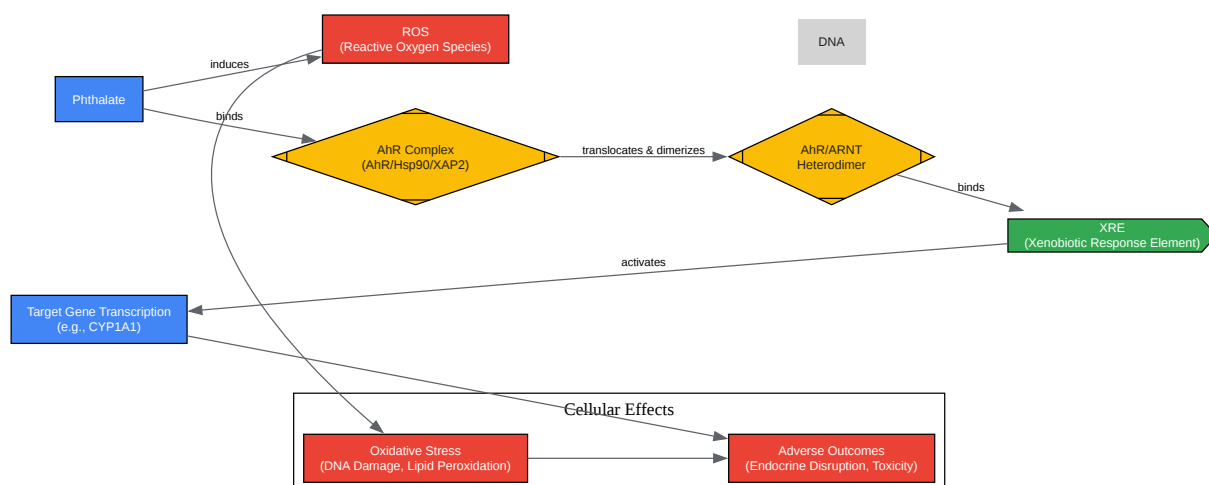 ROS
(Reactive Oxygen Species)
DNA
induces
Phthalate
binds
AhR Complex
(AhR/Hsp90/XAP2)
translocates & dimerizes
AhR/ARNT
Heterodimer
binds
XRE
(Xenobiotic Response Element)
activates
Target Gene Transcription
(e.g., CYP1A1)
Cellular Effects
Oxidative Stress
(DNA Damage, Lipid Peroxidation)
Adverse Outcomes
(Endocrine Disruption, Toxicity)